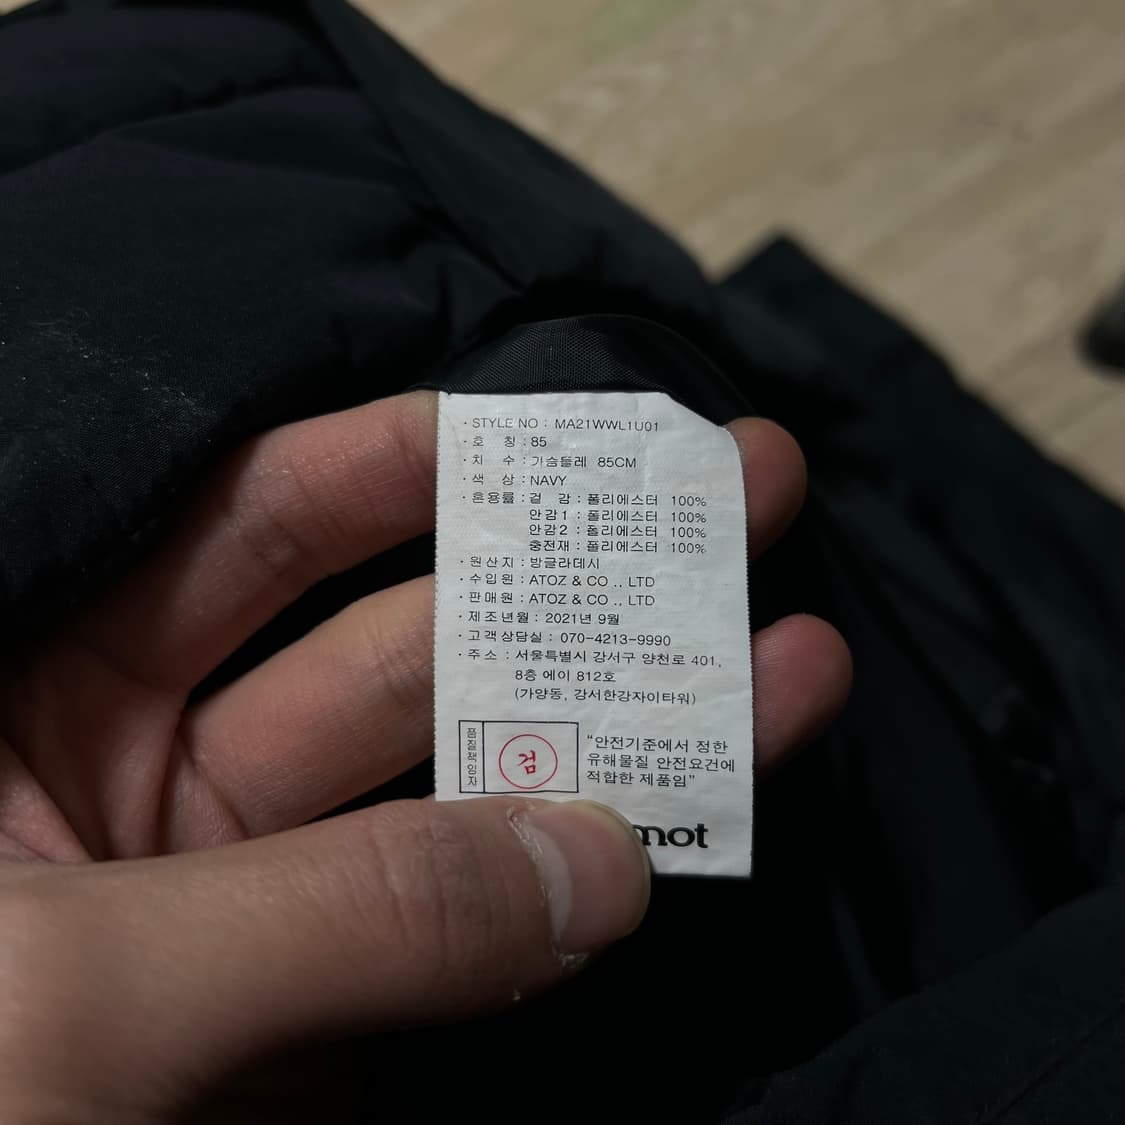 · STYLE NO : MA21WWL1U01
· 호 칭 : 85
· 치 수 : 가슴둘레 85CM
· 색 상 : NAVY
· 혼용률 : 겉 감 : 폴리에스터 100%
안감1 : 폴리에스터 100%
안감2 : 폴리에스터 100%
충전재 : 폴리에스터 100%
· 원산지 : 방글라데시
· 수입원 : ATOZ & CO ., LTD
· 판매원 : ATOZ & CO ., LTD
· 제조년월 : 2021년 9월
· 고객상담실 : 070-4213-9990
· 주소 : 서울특별시 강서구 양천로 401,
8층 에이 812호
(가양동, 강서한강자이타워)
품질책임자
검
"안전기준에서 정한
유해물질 안전요건에
적합한 제품임"